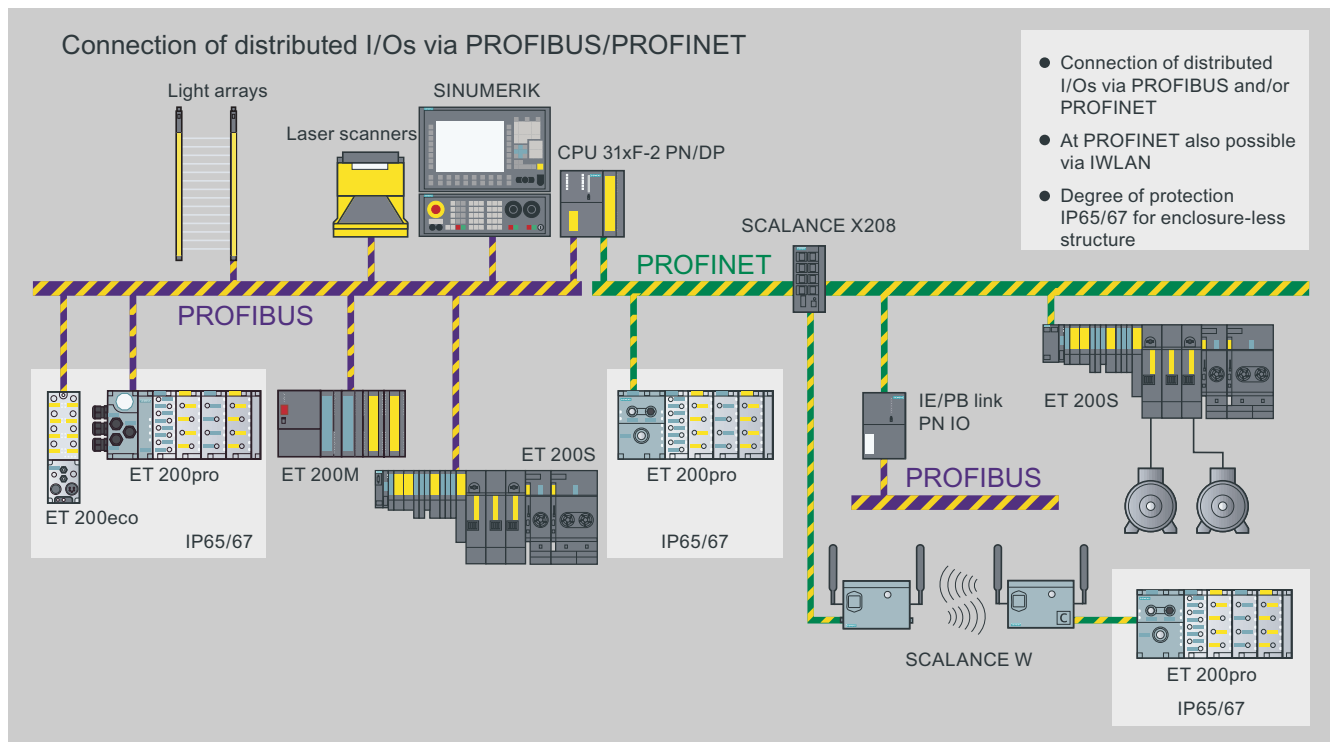 Connection of distributed I/Os via PROFIBUS/PROFINET
Light arrays
SINUMERIK
Laser scanners
CPU 31xF-2 PN/DP
● Connection of distributed
I/Os via PROFIBUS and/or
PROFINET
● At PROFINET also possible
via IWLAN
● Degree of protection
IP65/67 for enclosure-less
structure
SCALANCE X208
PROFINET
PROFIBUS
ET 200pro
ET 200eco
IP65/67
ET 200M
ET 200S
ET 200pro
IP65/67
IE/PB link
PN IO
PROFIBUS
ET 200S
SCALANCE W
C
ET 200pro
IP65/67